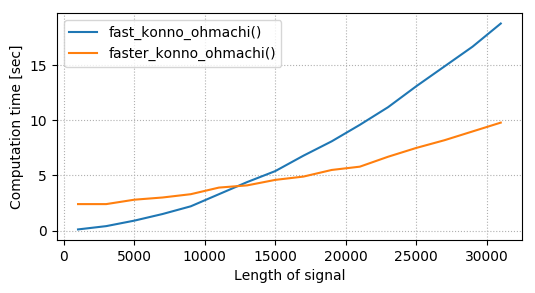 fast_konno_ohmachi()
faster_konno_ohmachi()
Computation time [sec]
15
10
5
0
0 5000 10000 15000 20000 25000 30000
Length of signal